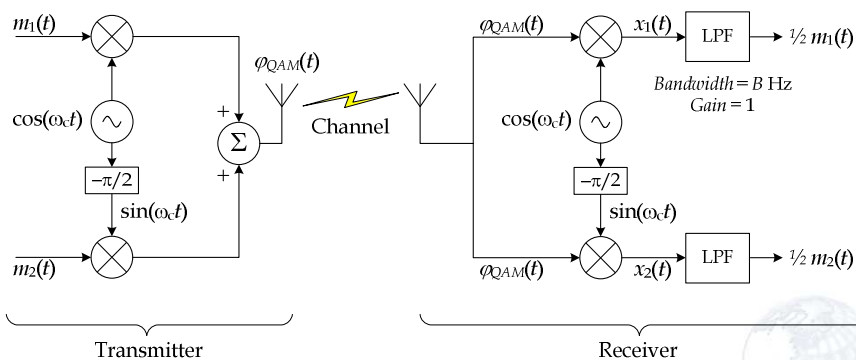 m₁(t)
cos(ωct)
−π/2
sin(ωct)
m₂(t)
+
Σ
+
φQAM(t)
Channel
Transmitter
φQAM(t)
x₁(t)
LPF
½ m₁(t)
Bandwidth = B Hz
Gain = 1
cos(ωct)
−π/2
sin(ωct)
φQAM(t)
x₂(t)
LPF
½ m₂(t)
Receiver